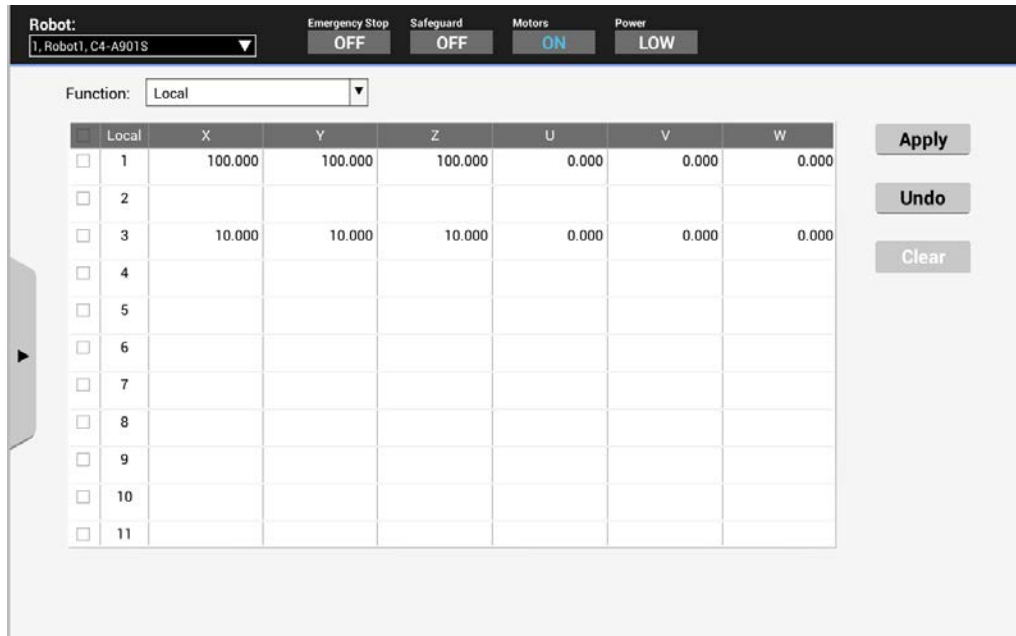 Robot:
1, Robot1, C4-A901S
Emergency Stop
OFF
Safeguard
OFF
Motors
ON
Power
LOW
Function: Local
Local X Y Z U V W
1 100.000 100.000 100.000 0.000 0.000 0.000
2
3 10.000 10.000 10.000 0.000 0.000 0.000
4
5
6
7
8
9
10
11
Apply
Undo
Clear